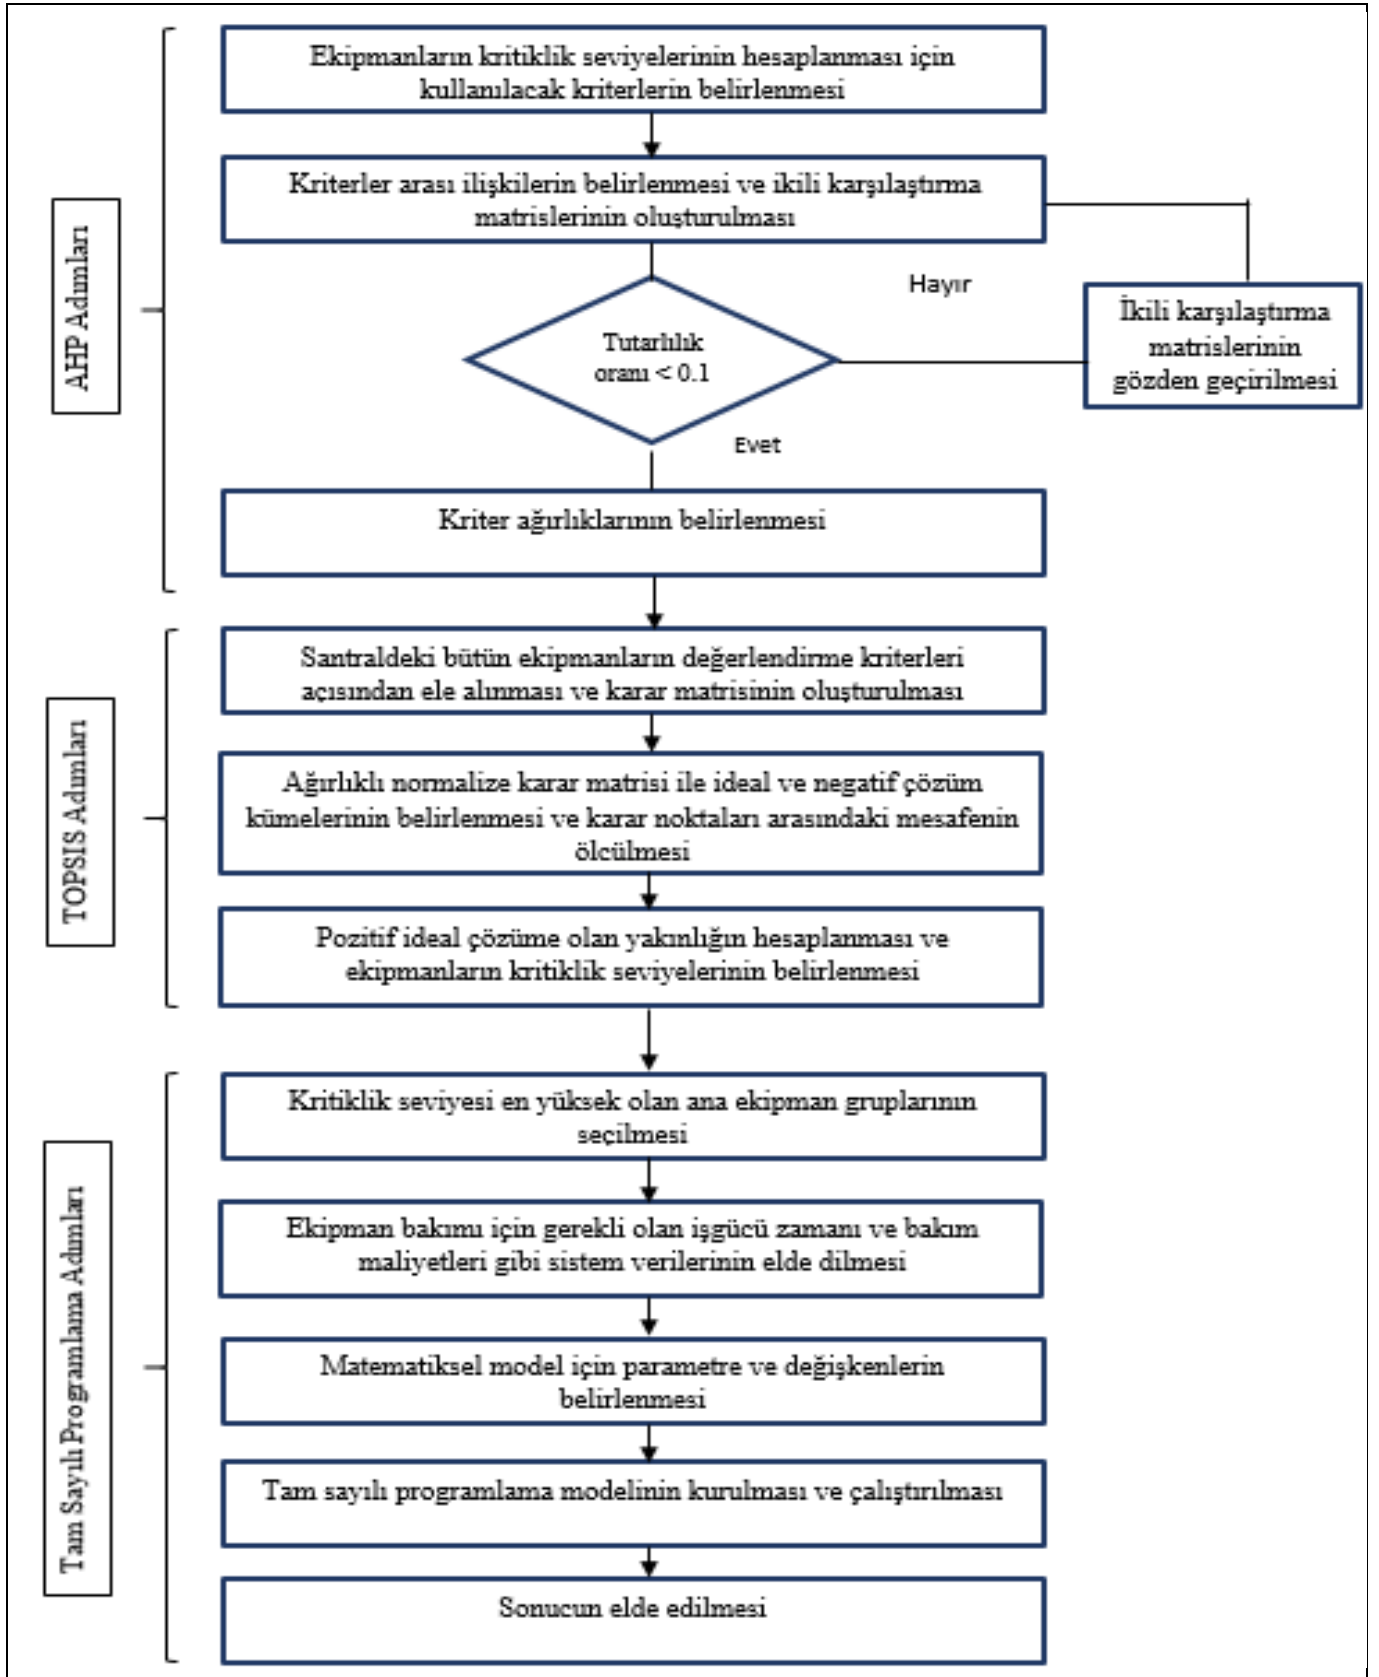 Ekipmanların kritiklik seviyelerinin hesaplanması için
kullanılacak kriterlerin belirlenmesi
Kriterler arası ilişkilerin belirlenmesi ve ikili karşılaştırma
matrislerinin oluşturulması
AHP Adımları
Hayır
Tutarlılık
oranı < 0.1
İkili karşılaştırma
matrislerinin
gözden geçirilmesi
Evet
Kriter ağırlıklarının belirlenmesi
Santraldeki bütün ekipmanların değerlendirme kriterleri
açısından ele alınması ve karar matrisinin oluşturulması
TOPSIS Adımları
Ağırlıklı normalize karar matrisi ile ideal ve negatif çözüm
kümelerinin belirlenmesi ve karar noktaları arasındaki mesafenin
ölçülmesi
Pozitif ideal çözüme olan yakınlığın hesaplanması ve
ekipmanların kritiklik seviyelerinin belirlenmesi
Kritiklik seviyesi en yüksek olan ana ekipman gruplarının
seçilmesi
Ekipman bakımı için gerekli olan işgücü zamanı ve bakım
maliyetleri gibi sistem verilerinin elde dilmesi
Tam Sayılı Programlama Adımları
Matematiksel model için parametre ve değişkenlerin
belirlenmesi
Tam sayılı programlama modelinin kurulması ve çalıştırılması
Sonucun elde edilmesi